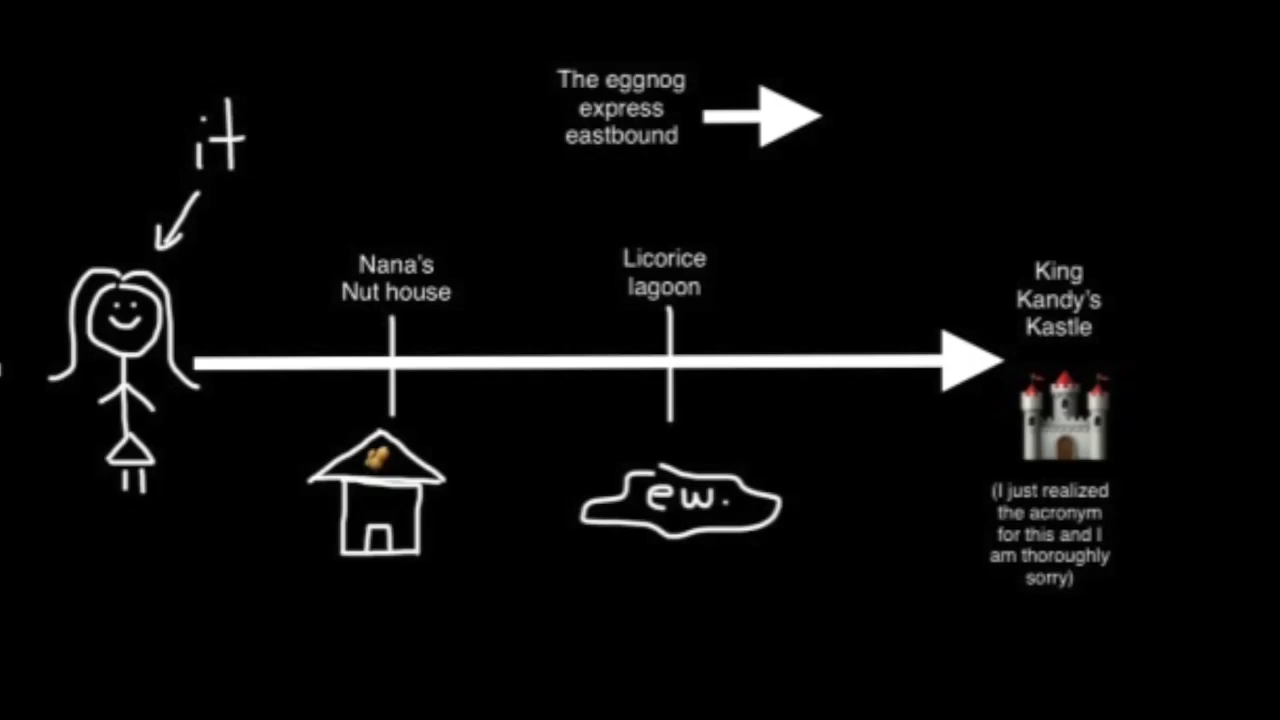 The eggnog
express
eastbound
it
Nana's
Nut house
Licorice
lagoon
King
Kandy's
Kastle
ew.
(I just realized
the acronym
for this and I
am thoroughly
sorry)